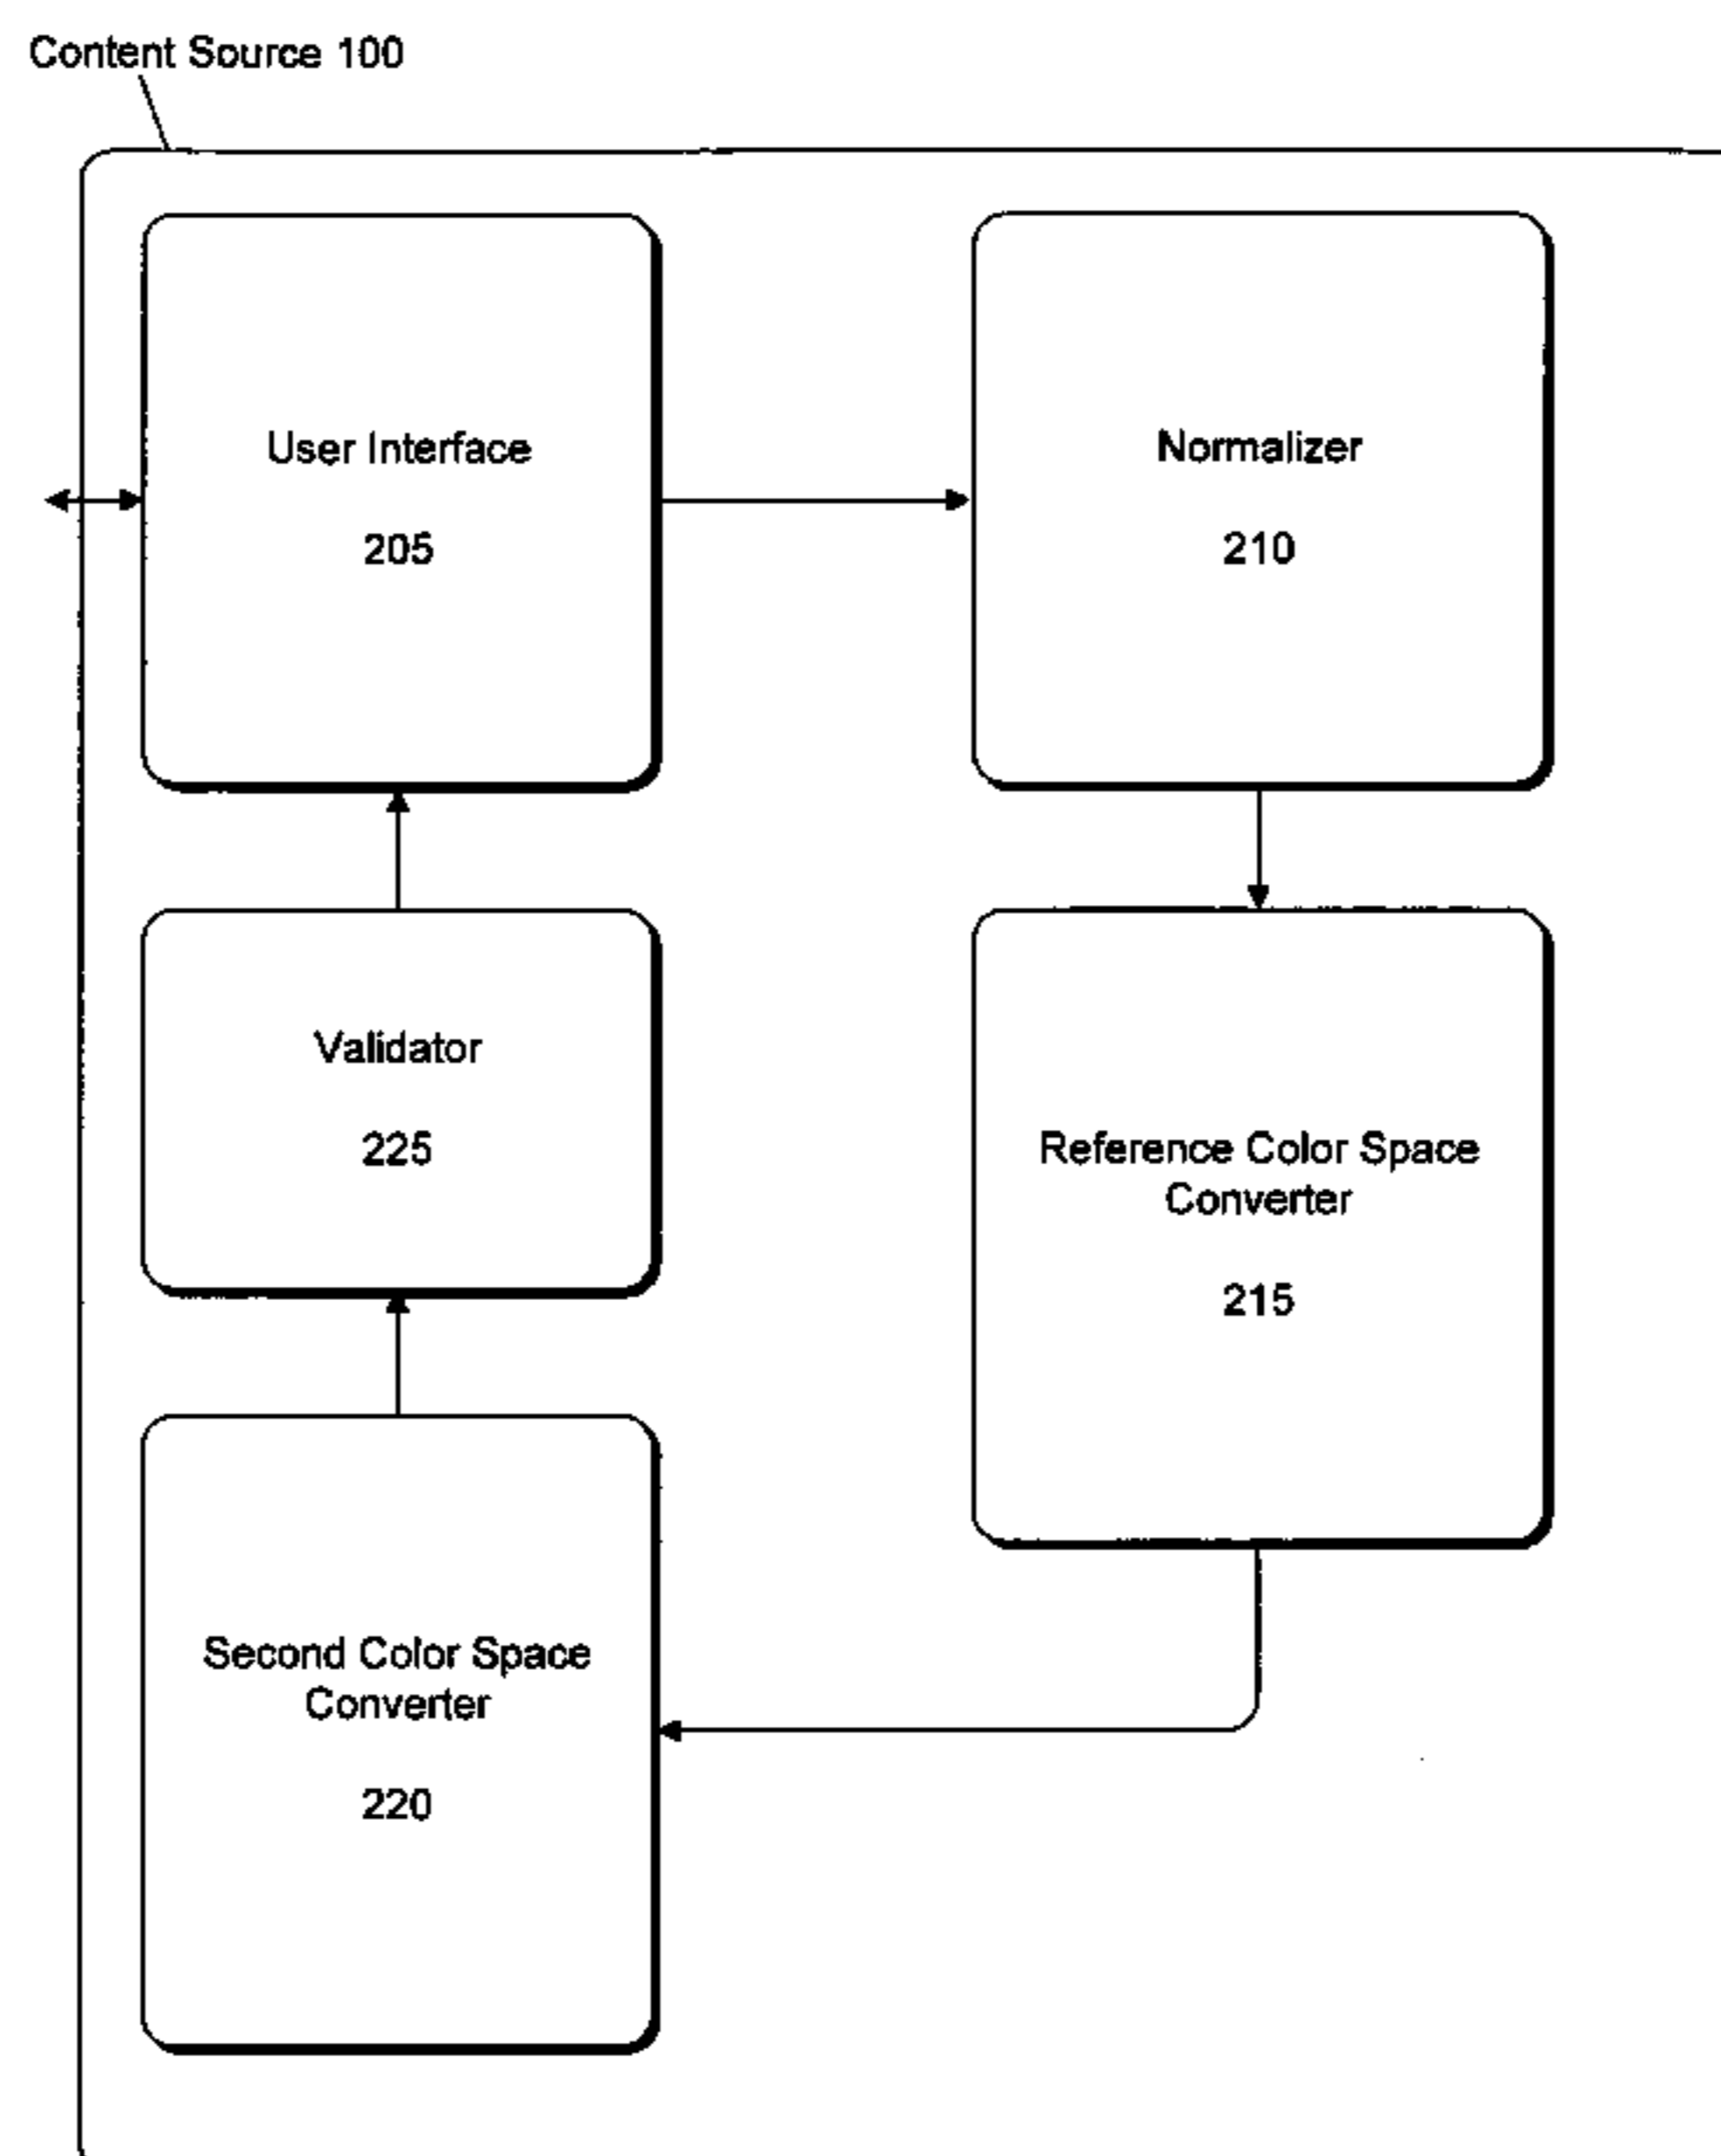 Content Source 100
User Interface
205
Normalizer
210
Validator
225
Reference Color Space
Converter
215
Second Color Space
Converter
220